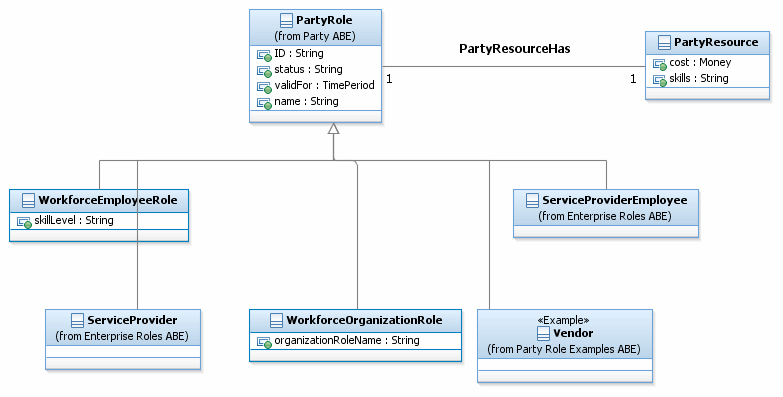 PartyRole
(from Party ABE)
ID : String
status : String
validFor : TimePeriod
name : String
PartyResourceHas
1
1
PartyResource
cost : Money
skills : String
WorkforceEmployeeRole
skillLevel : String
ServiceProviderEmployee
(from Enterprise Roles ABE)
ServiceProvider
(from Enterprise Roles ABE)
WorkforceOrganizationRole
organizationRoleName : String
«Example»
Vendor
(from Party Role Examples ABE)